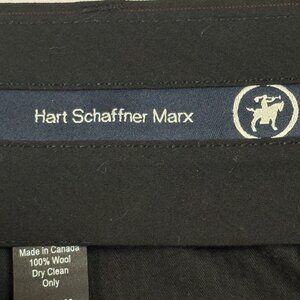 Hart Schaffner Marx
Made in Canada
100% Wool
Dry Clean
Only